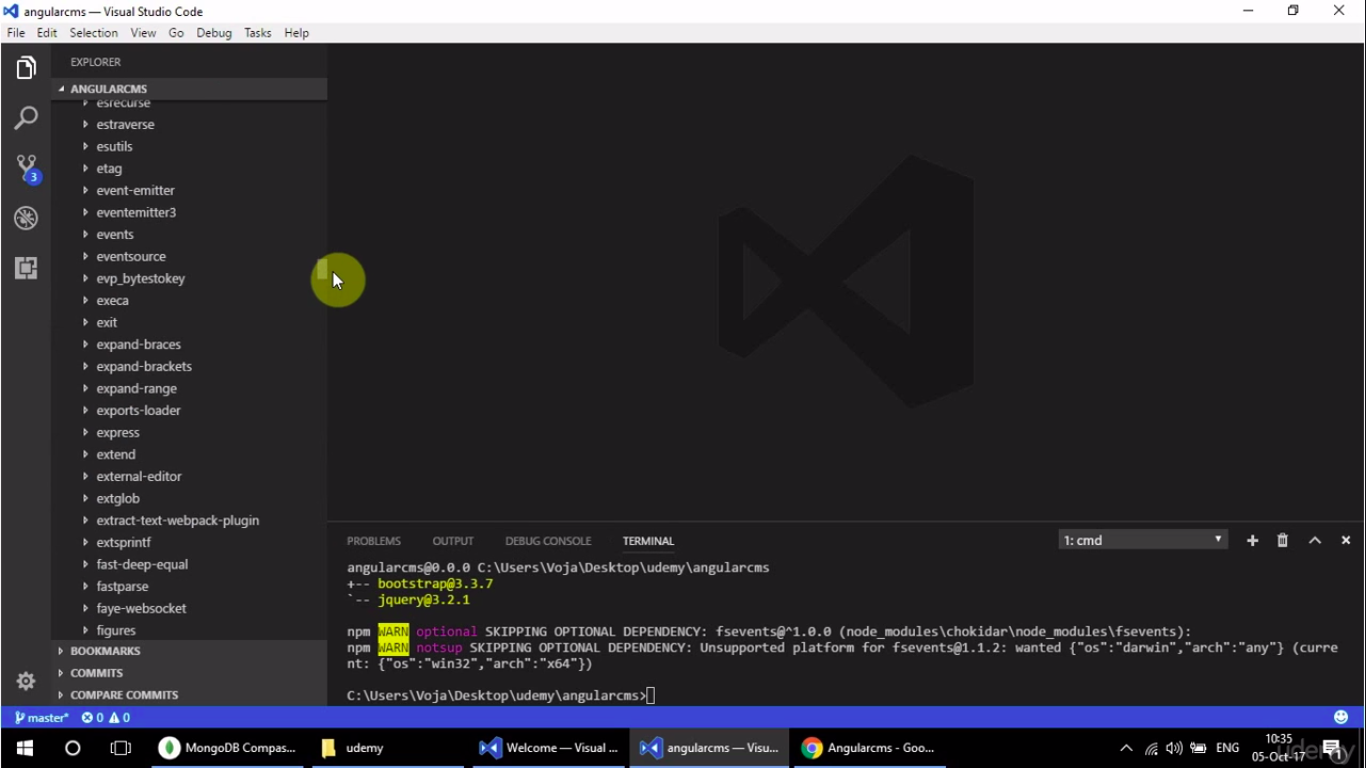 angularcms — Visual Studio Code
File Edit Selection View Go Debug Tasks Help
EXPLORER
ANGULARCMS
esrecurse
estraverse
esutils
etag
event-emitter
3
eventemitter3
events
eventsource
evp_bytestokey
execa
exit
expand-braces
expand-brackets
expand-range
exports-loader
express
extend
external-editor
extglob
extract-text-webpack-plugin
extsprintf
fast-deep-equal
fastparse
faye-websocket
figures
BOOKMARKS
COMMITS
COMPARE COMMITS
PROBLEMS OUTPUT DEBUG CONSOLE TERMINAL 1: cmd
angularcms@0.0.0 C:\Users\Voja\Desktop\udemy\angularcms
+-- bootstrap@3.3.7
`-- jquery@3.2.1
npm WARN optional SKIPPING OPTIONAL DEPENDENCY: fsevents@^1.0.0 (node_modules\chokidar\node_modules\fsevents):
npm WARN notsup SKIPPING OPTIONAL DEPENDENCY: Unsupported platform for fsevents@1.1.2: wanted {"os":"darwin","arch":"any"} (curre
nt: {"os":"win32","arch":"x64"})
C:\Users\Voja\Desktop\udemy\angularcms>
master* 0 0
MongoDB Compas... udemy Welcome — Visual ... angularcms — Visu... Angularcms - Goo... ENG 10:35
05-Oct-17
udemy
1